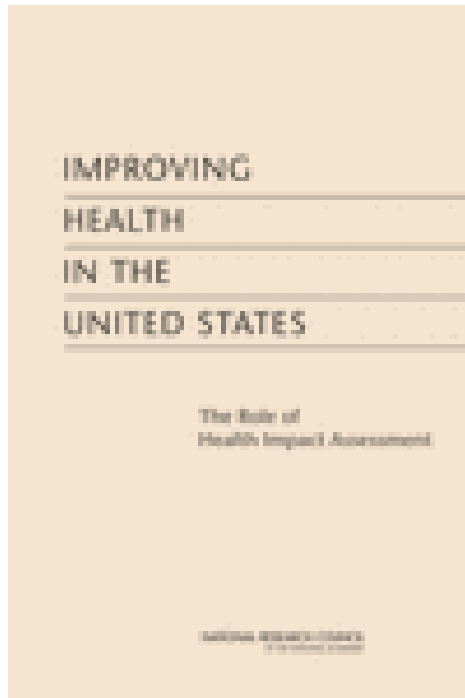 IMPROVING
HEALTH
IN THE
UNITED STATES
The Role of
Health Impact Assessment
NATIONAL RESEARCH COUNCIL